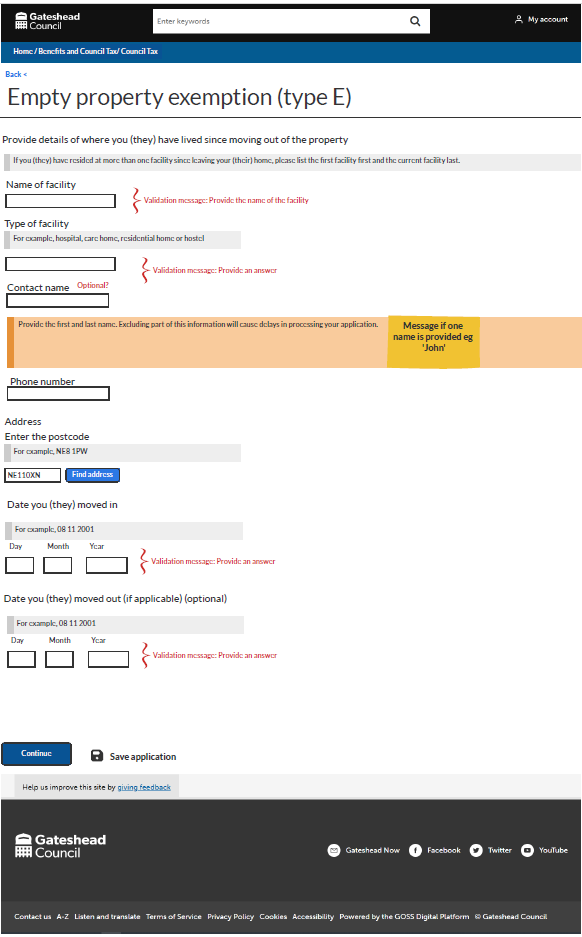 Gateshead
Council
Enter keywords
My account
Home / Benefits and Council Tax/ Council Tax
Back <
Empty property exemption (type E)
Provide details of where you (they) have lived since moving out of the property
If you (they) have resided at more than one facility since leaving your (their) home, please list the first facility first and the current facility last.
Name of facility
Validation message: Provide the name of the facility
Type of facility
For example, hospital, care home, residential home or hostel
Validation message: Provide an answer
Contact name Optional?
Provide the first and last name. Excluding part of this information will cause delays in processing your application.
Message if one
name is provided eg
'John'
Phone number
Address
Enter the postcode
For example, NE8 1PW
NE110XN Find address
Date you (they) moved in
For example, 08 11 2001
Day Month Year
Validation message: Provide an answer
Date you (they) moved out (if applicable) (optional)
For example, 08 11 2001
Day Month Year
Validation message: Provide an answer
Continue Save application
Help us improve this site by giving feedback
Gateshead
Council
Gateshead Now Facebook Twitter YouTube
Contact us A-Z Listen and translate Terms of Service Privacy Policy Cookies Accessibility Powered by the GOSS Digital Platform © Gateshead Council